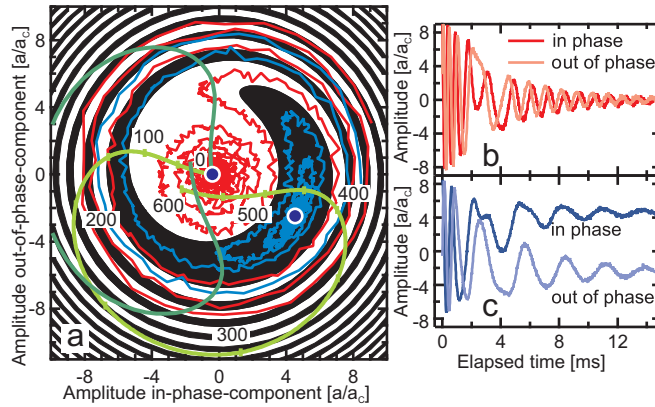 Amplitude out-of-phase-component [a/a_c]
8
4
0
-4
-8
100
0
200
600
500
400
300
a
-8 -4 0 4 8
Amplitude in-phase-component [a/a_c]
Amplitude [a/a_c]
8
4
0
-4
-8
in phase
out of phase
b
Amplitude [a/a_c]
8
4
0
-4
-8
in phase
out of phase
c
0 4 8 12
Elapsed time [ms]